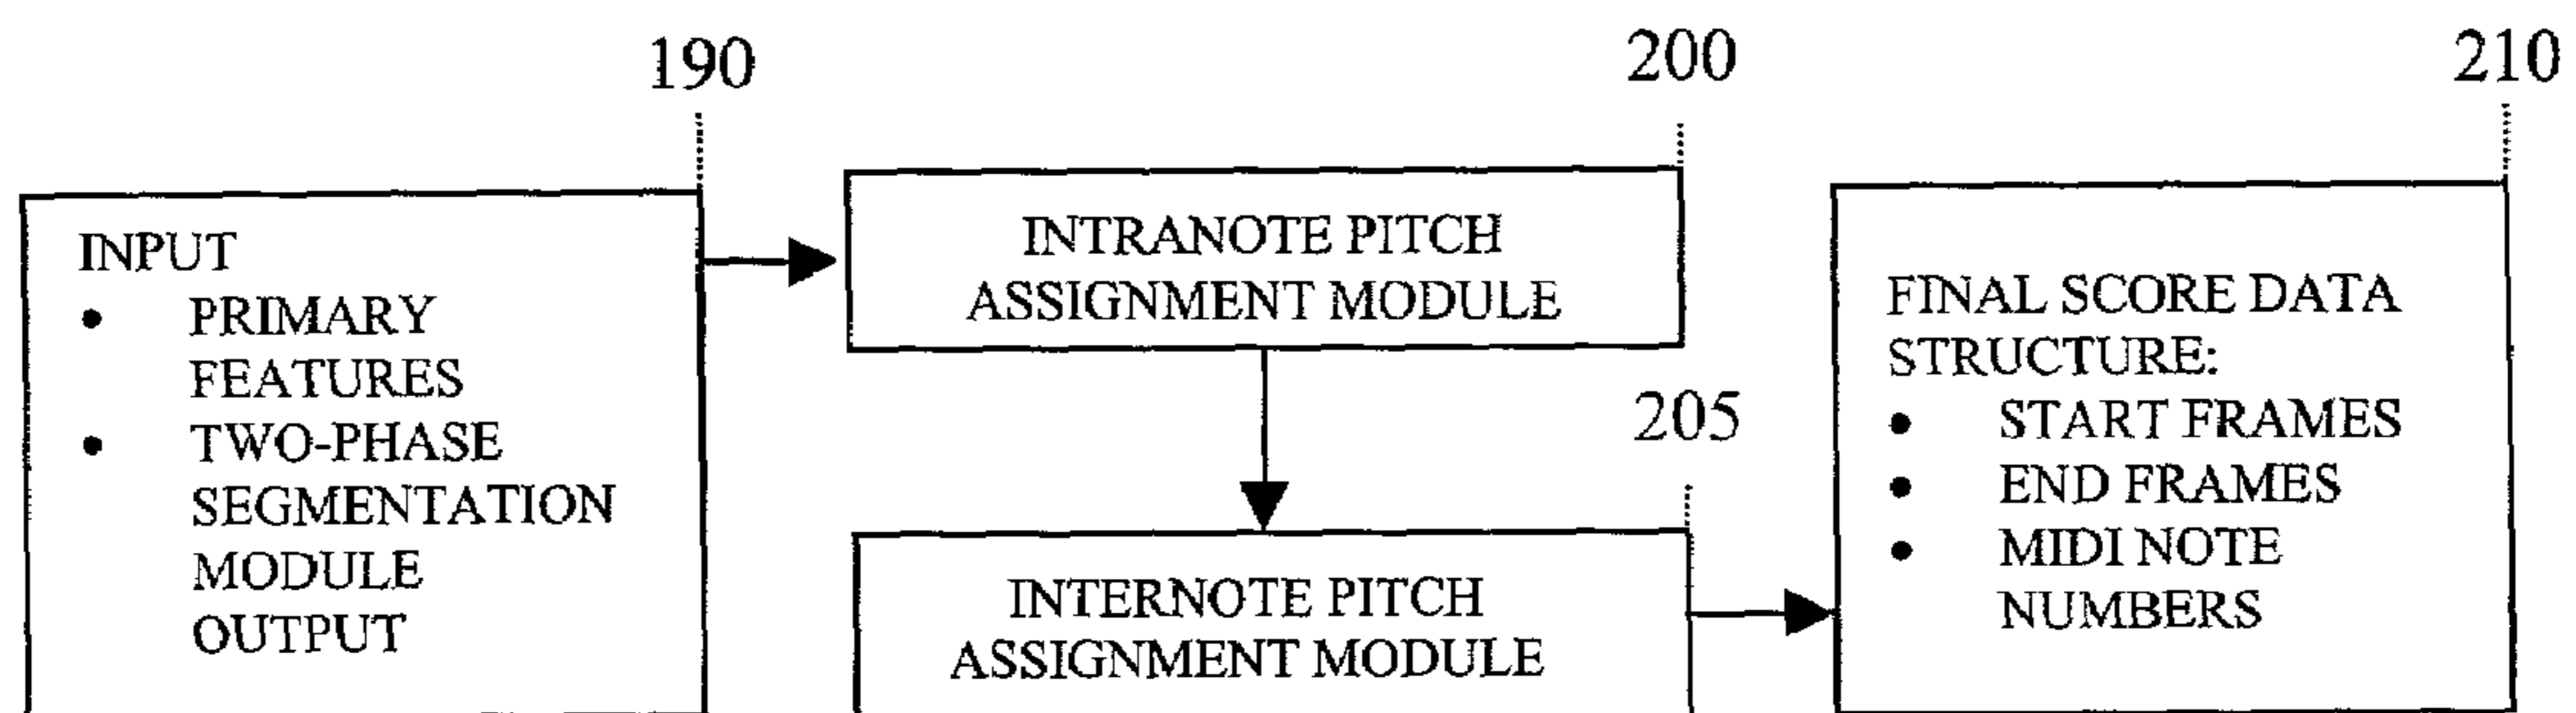 190
200
210
INPUT
• PRIMARY
FEATURES
• TWO-PHASE
SEGMENTATION
MODULE
OUTPUT
INTRANOTE PITCH
ASSIGNMENT MODULE
205
INTERNOTE PITCH
ASSIGNMENT MODULE
FINAL SCORE DATA
STRUCTURE:
• START FRAMES
• END FRAMES
• MIDI NOTE
NUMBERS